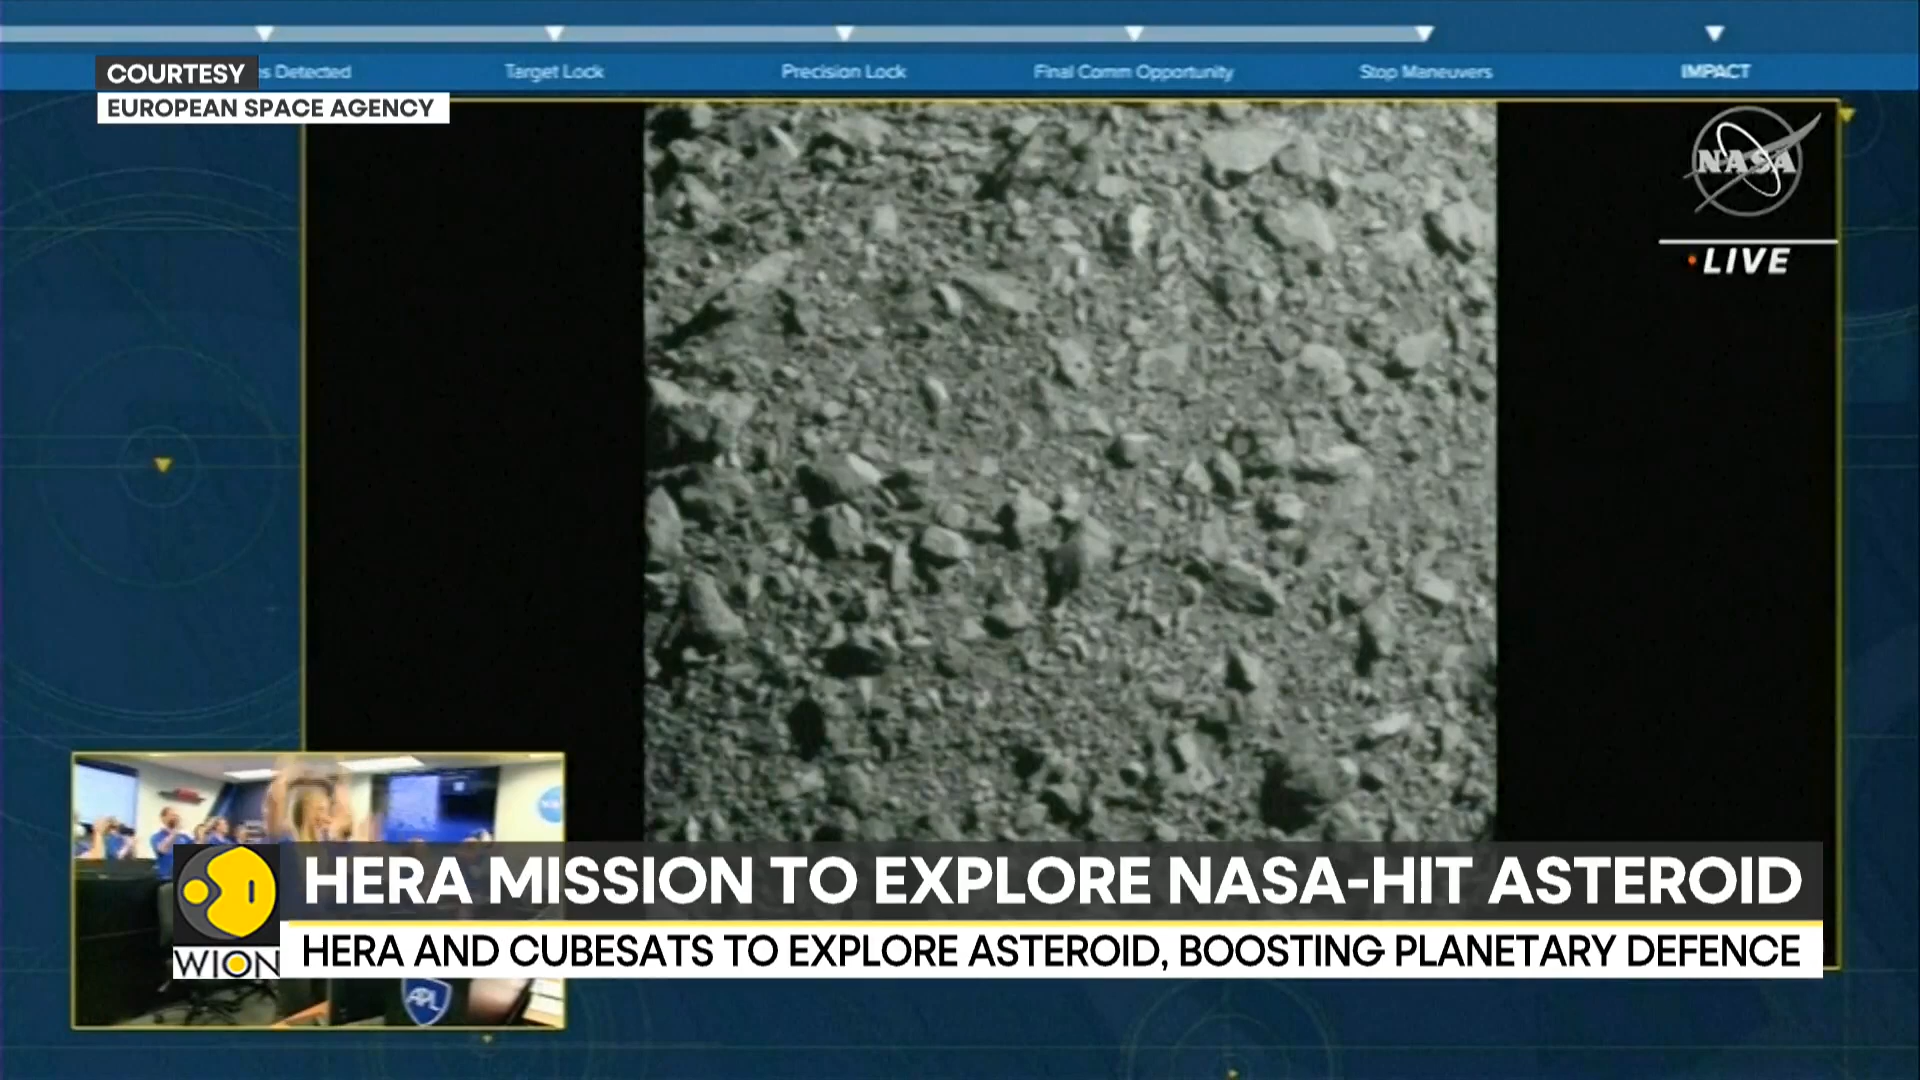 COURTESY
EUROPEAN SPACE AGENCY
Detected
Target Lock
Precision Lock
Final Comm Opportunity
Stop Maneuvers
IMPACT
NASA
LIVE
HERA MISSION TO EXPLORE NASA-HIT ASTEROID
HERA AND CUBESATS TO EXPLORE ASTEROID, BOOSTING PLANETARY DEFENCE
WION
APL